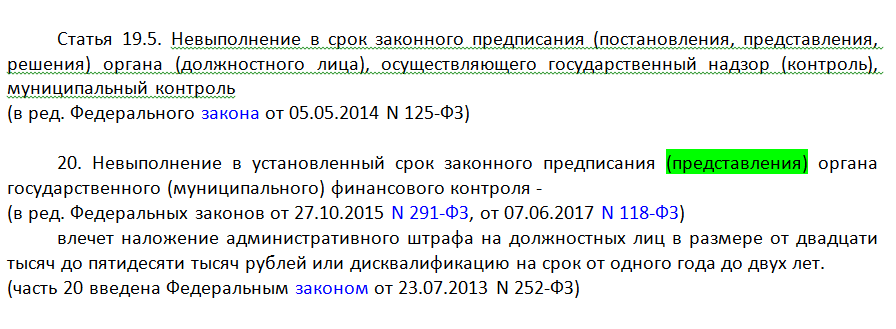 Статья 19.5. Невыполнение в срок законного предписания (постановления, представления,
решения) органа (должностного лица), осуществляющего государственный надзор (контроль),
муниципальный контроль
(в ред. Федерального закона от 05.05.2014 N 125-ФЗ)
20. Невыполнение в установленный срок законного предписания (представления) органа
государственного (муниципального) финансового контроля -
(в ред. Федеральных законов от 27.10.2015 N 291-ФЗ, от 07.06.2017 N 118-ФЗ)
влечет наложение административного штрафа на должностных лиц в размере от двадцати
тысяч до пятидесяти тысяч рублей или дисквалификацию на срок от одного года до двух лет.
(часть 20 введена Федеральным законом от 23.07.2013 N 252-ФЗ)